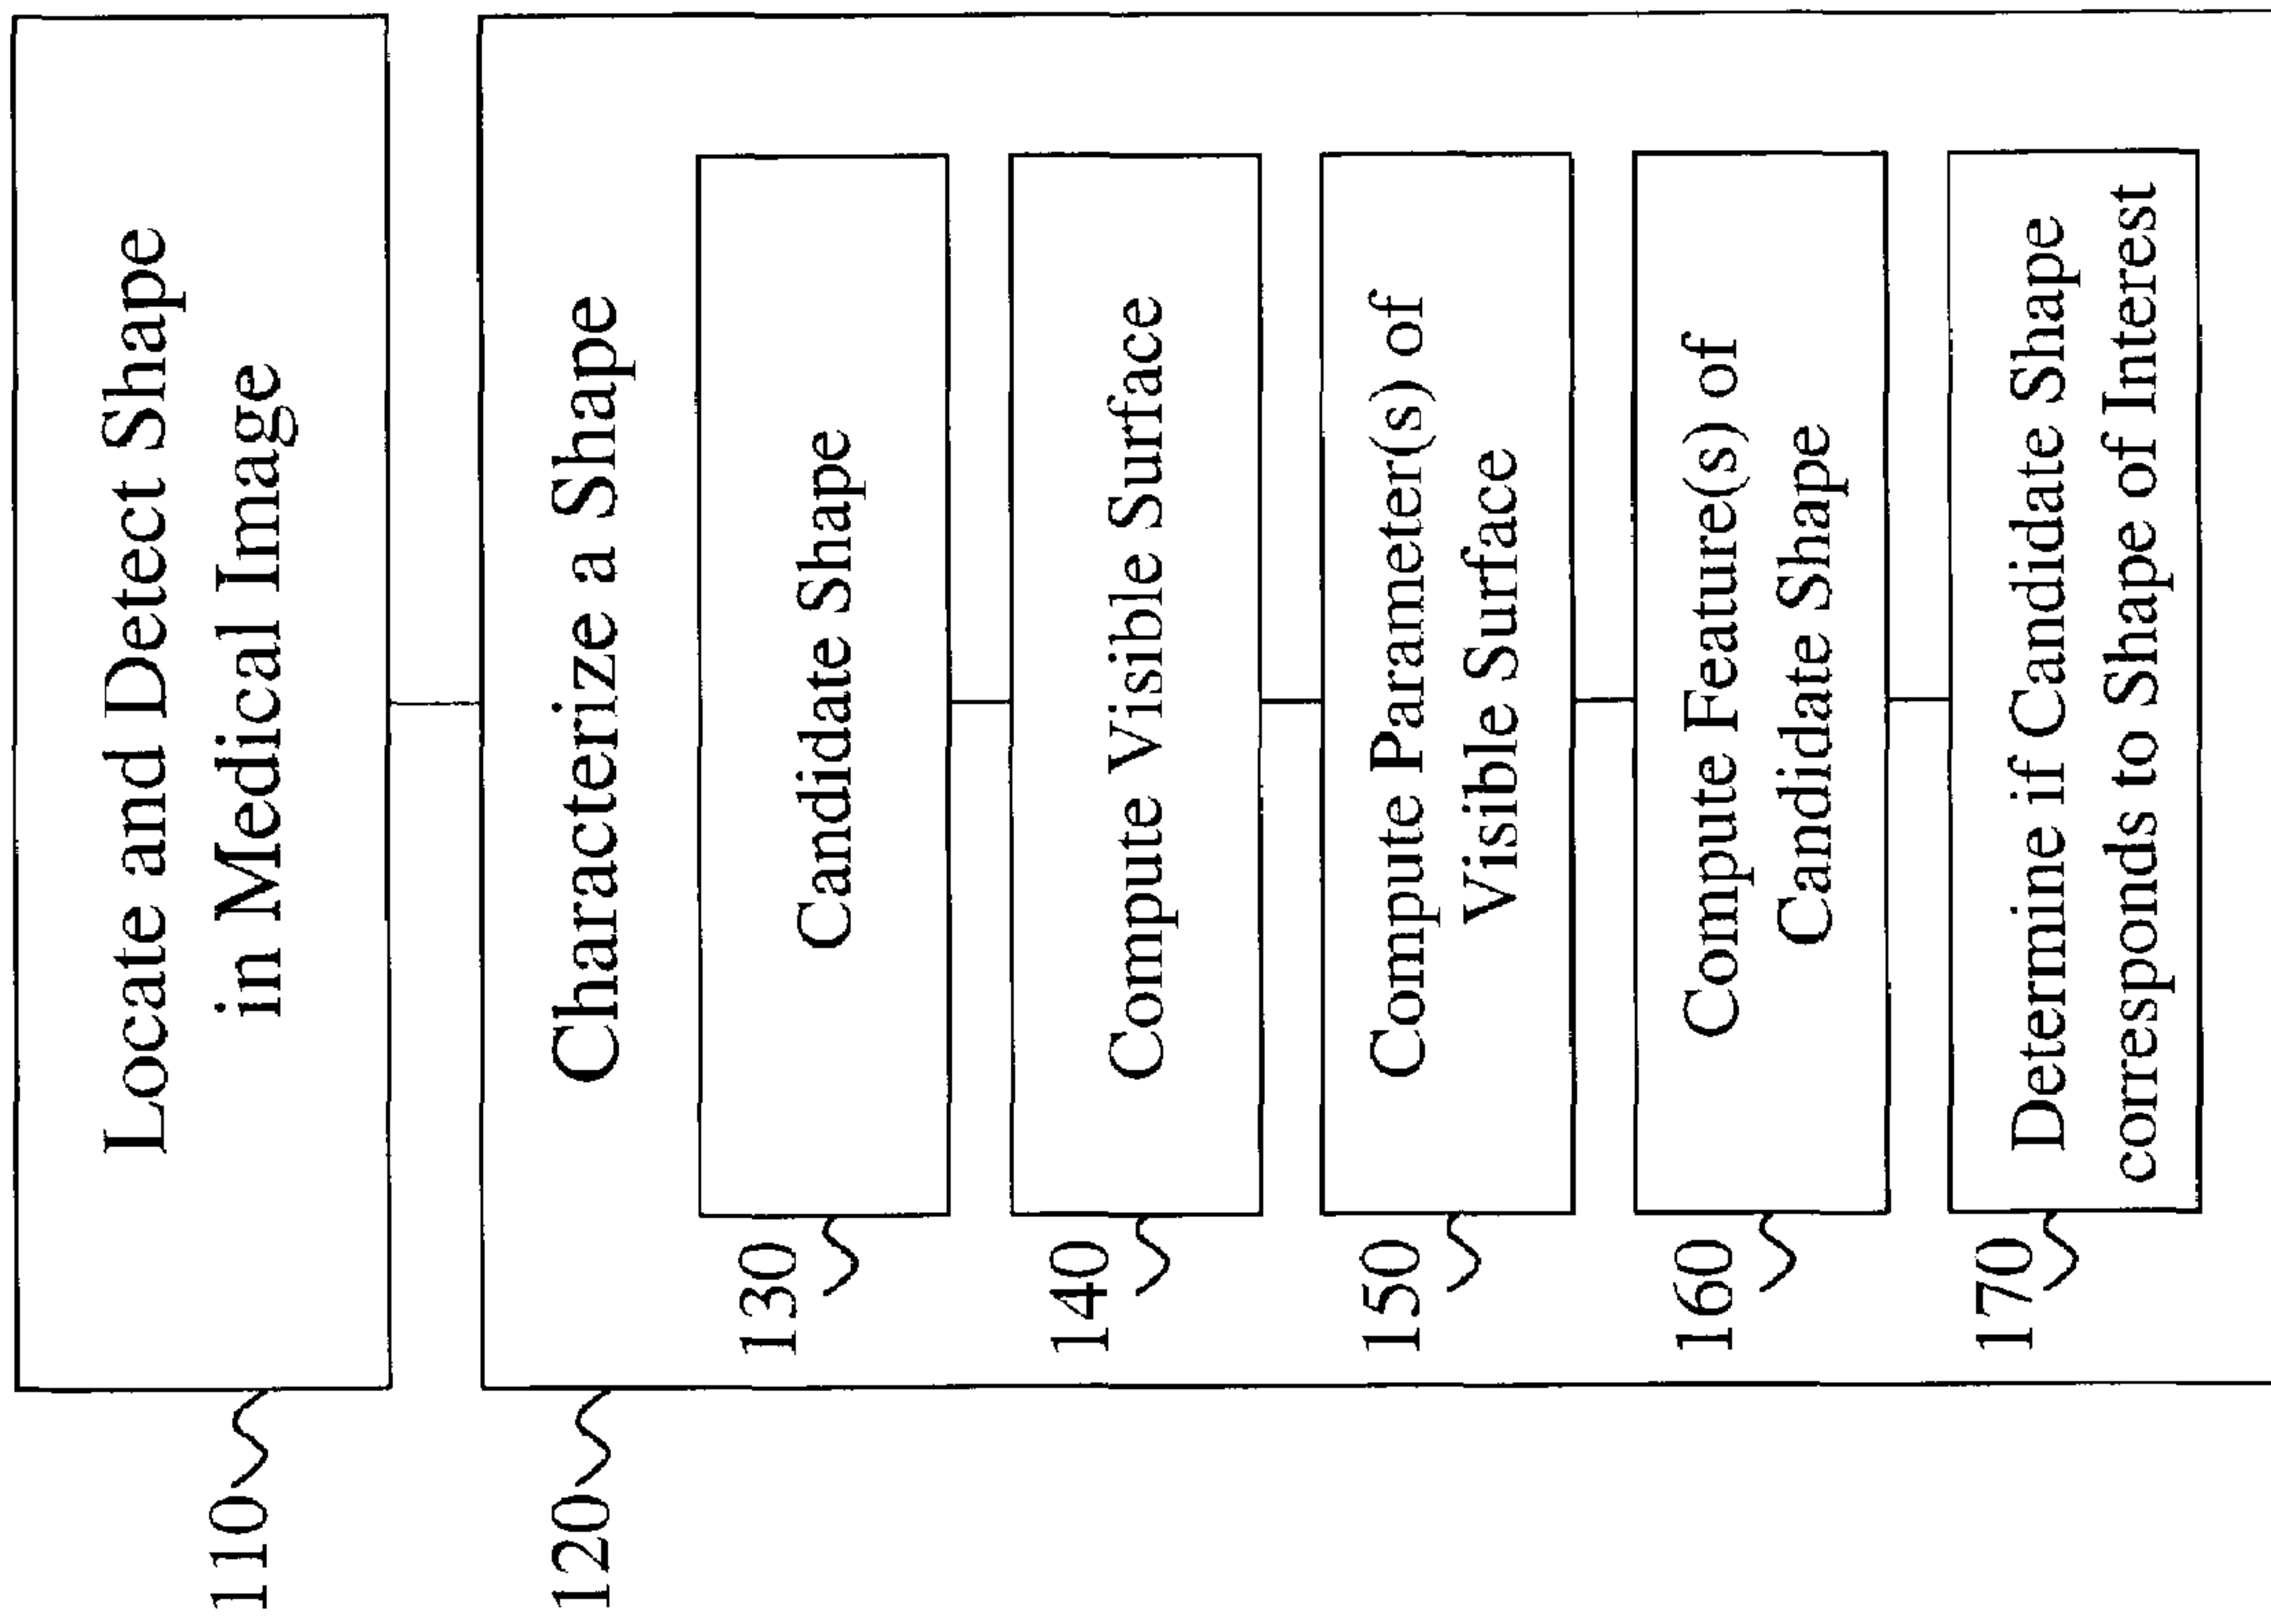 110
Locate and Detect Shape
in Medical Image
120
Characterize a Shape
130
Candidate Shape
140
Compute Visible Surface
150
Compute Parameter(s) of
Visible Surface
160
Compute Feature(s) of
Candidate Shape
170
Determine if Candidate Shape
corresponds to Shape of Interest